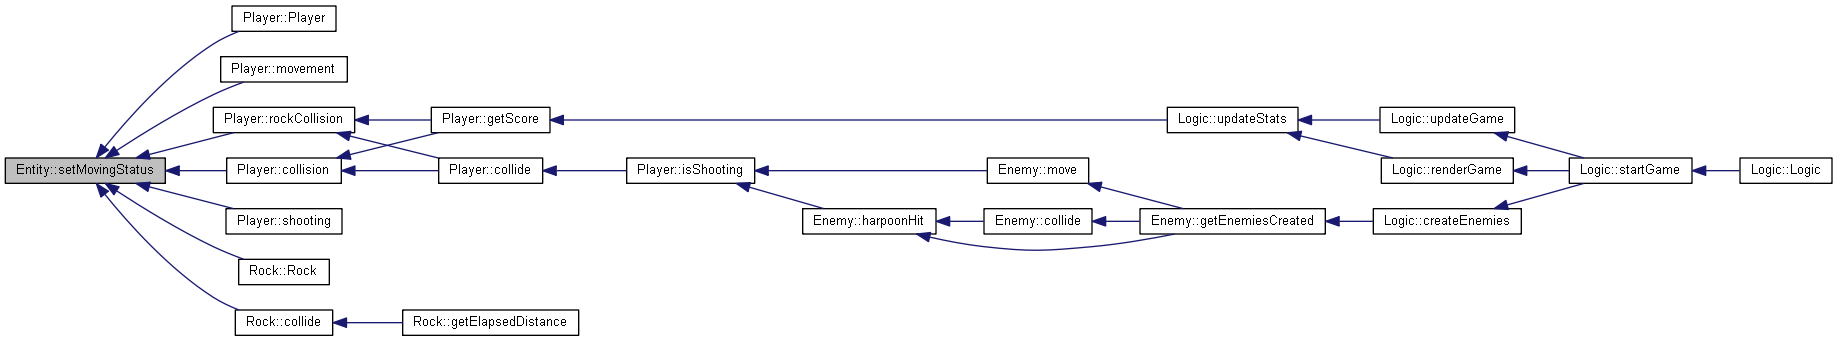 Player::Player
Player::movement
Player::rockCollision
Player::getScore
Logic::updateStats
Logic::updateGame
Entity::setMovingStatus
Player::collision
Player::collide
Player::isShooting
Enemy::move
Logic::renderGame
Logic::startGame
Logic::Logic
Player::shooting
Enemy::harpoonHit
Enemy::collide
Enemy::getEnemiesCreated
Logic::createEnemies
Rock::Rock
Rock::collide
Rock::getElapsedDistance